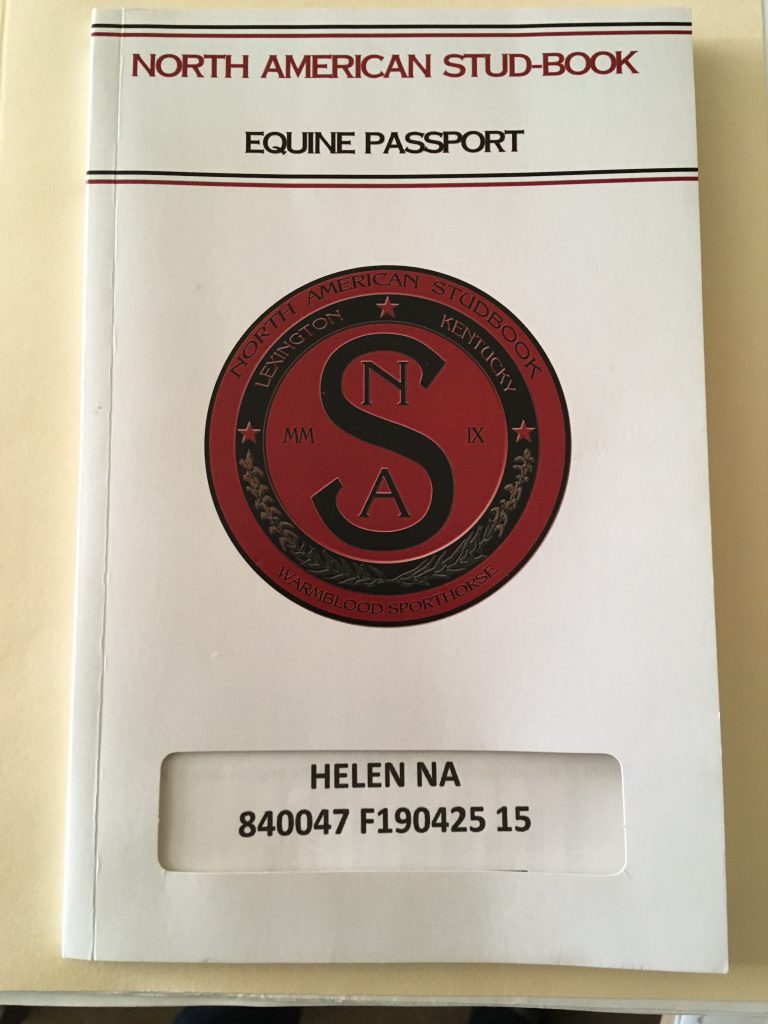 NORTH AMERICAN STUD-BOOK
EQUINE PASSPORT
NORTH AMERICAN STUDBOOK
LEXINGTON KENTUCKY
N
MM S IX
A
WARMBLOOD SPORTHORSE
HELEN NA
840047 F190425 15